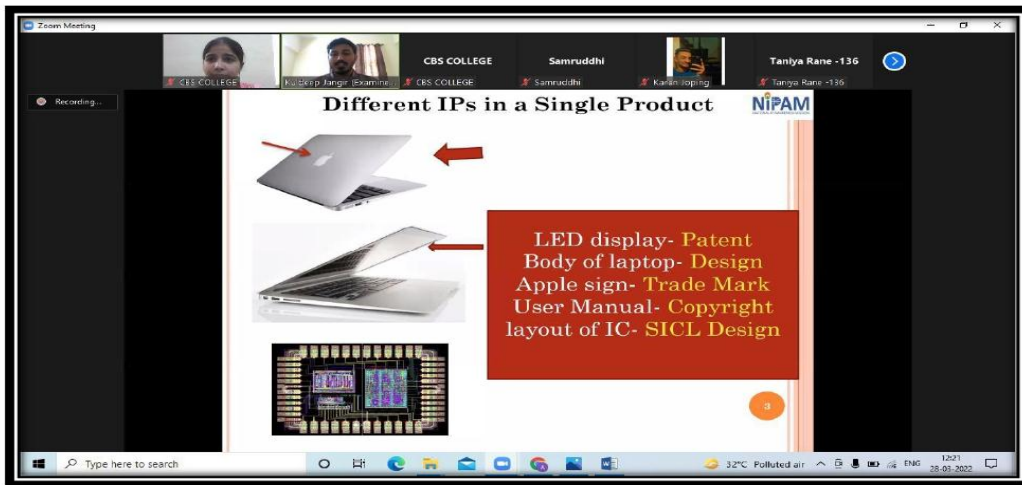 Zoom Meeting
CBS COLLEGE
Samruddhi
Taniya Rane -136
CBS COLLEGE
Kuldeep Jangir (Examine...
CBS COLLEGE
Samruddhi
Karan Joping
Taniya Rane -136
Recording...
Different IPs in a Single Product
NIPAM
LED display- Patent
Body of laptop- Design
Apple sign- Trade Mark
User Manual- Copyright
layout of IC- SICL Design
3
Type here to search
32°C Polluted air
ENG
12:21
28-03-2022